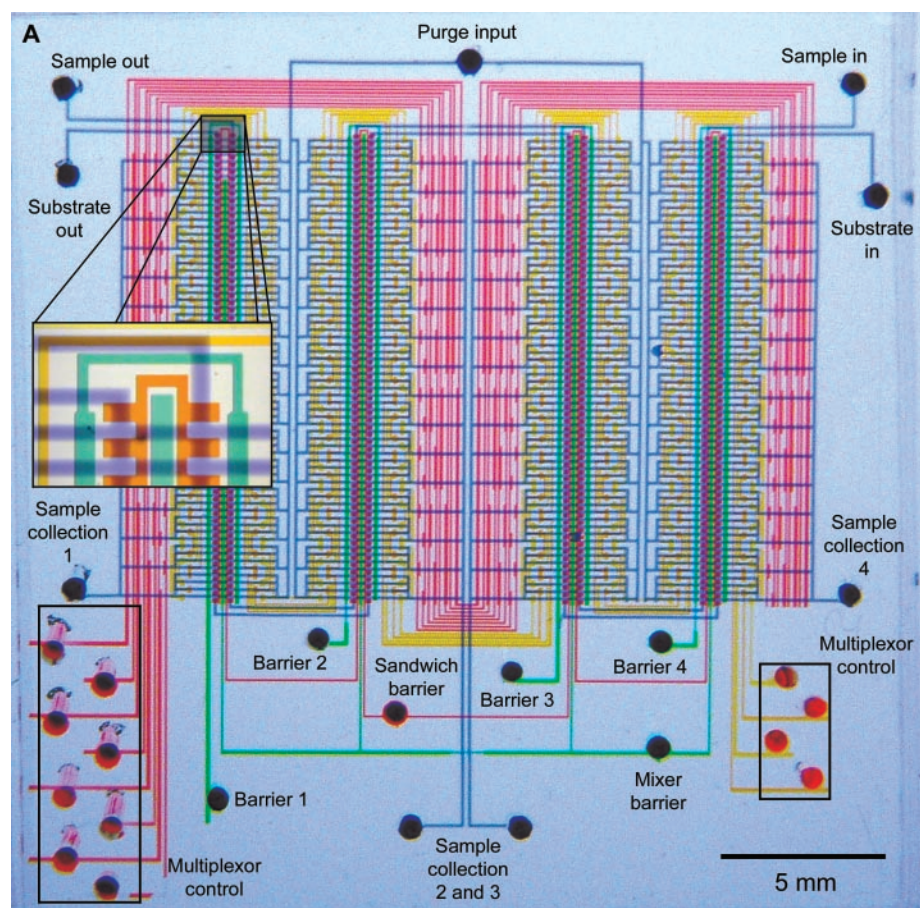 A
Purge input
Sample out
Sample in
Substrate
out
Substrate
in
Sample
collection
1
Sample
collection
4
Barrier 2
Sandwich
barrier
Barrier 3
Barrier 4
Multiplexor
control
Barrier 1
Mixer
barrier
Multiplexor
control
Sample
collection
2 and 3
5 mm